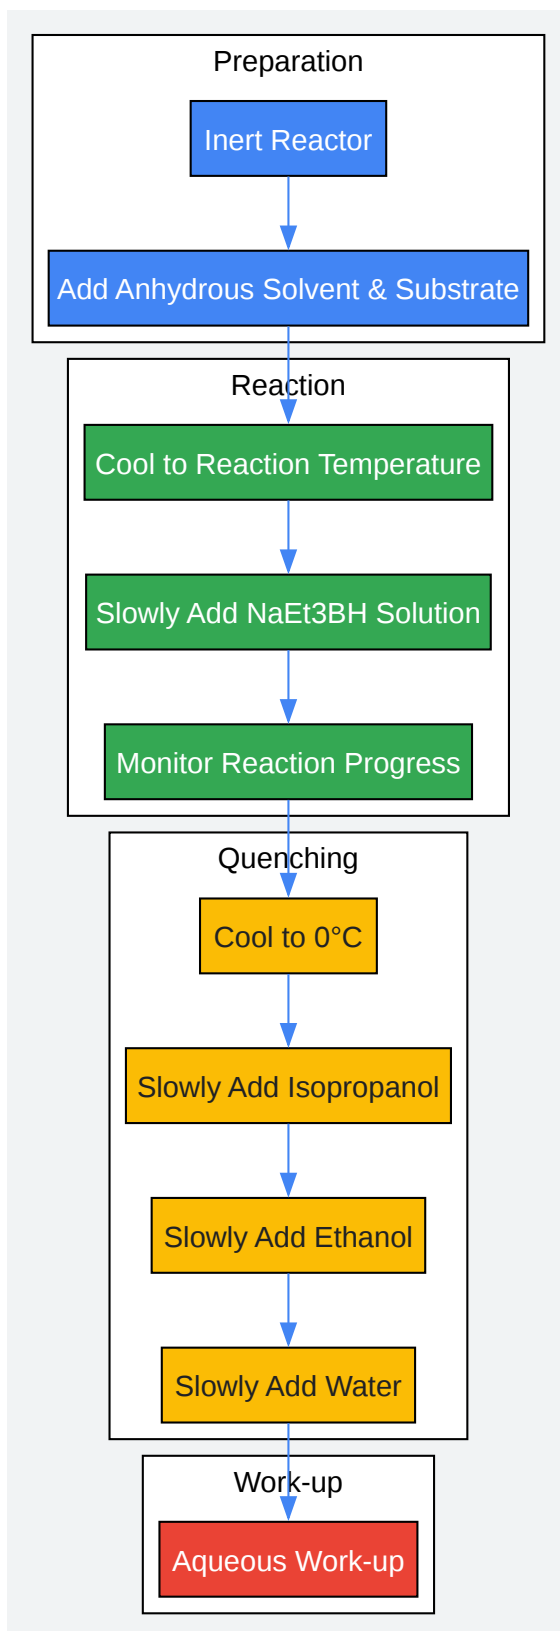 Preparation
Inert Reactor
Add Anhydrous Solvent & Substrate
Reaction
Cool to Reaction Temperature
Slowly Add NaEt3BH Solution
Monitor Reaction Progress
Quenching
Cool to 0°C
Slowly Add Isopropanol
Slowly Add Ethanol
Slowly Add Water
Work-up
Aqueous Work-up